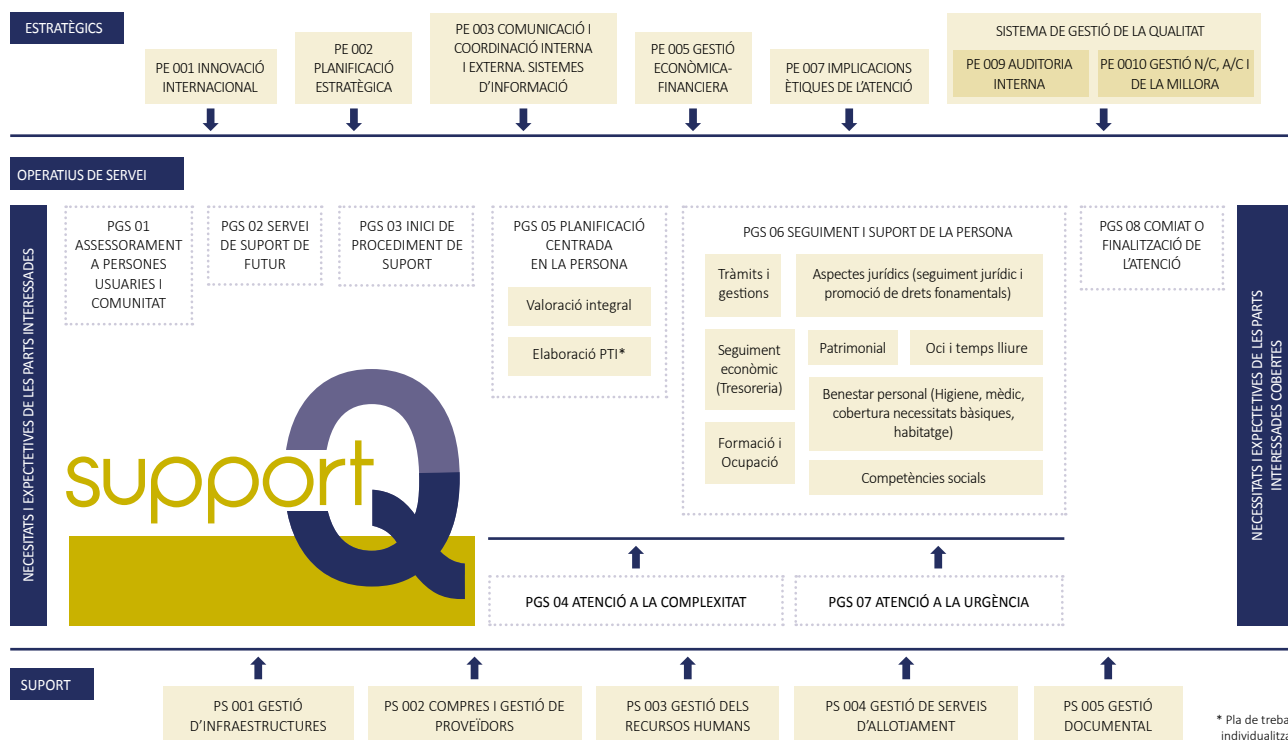 ESTRATÈGICS
PE 001 INNOVACIÓ
INTERNACIONAL
PE 002
PLANIFICACIÓ
ESTRATÈGICA
PE 003 COMUNICACIÓ I
COORDINACIÓ INTERNA
I EXTERNA. SISTEMES
D'INFORMACIÓ
PE 005 GESTIÓ
ECONÒMICA-
FINANCIERA
PE 007 IMPLICACIONS
ÈTIQUES DE L'ATENCIÓ
SISTEMA DE GESTIÓ DE LA QUALITAT
PE 009 AUDITORIA
INTERNA
PE 0010 GESTIÓ N/C, A/C I
DE LA MILLORA
OPERATIUS DE SERVEI
NECESITATS I EXPECTETIVES DE LES PARTS INTERESSADES
PGS 01
ASSESSORAMENT
A PERSONES
USUARIES I
COMUNITAT
PGS 02 SERVEI
DE SUPORT DE
FUTUR
PGS 03 INICI DE
PROCEDIMENT DE
SUPORT
PGS 05 PLANIFICACIÓ
CENTRADA
EN LA PERSONA
Valoració integral
Elaboració PTI*
PGS 06 SEGUIMENT I SUPORT DE LA PERSONA
Tràmits i
gestions
Aspectes jurídics (seguiment jurídic i
promoció de drets fonamentals)
Seguiment
econòmic
(Tresoreria)
Patrimonial
Oci i temps lliure
Benestar personal (Higiene, mèdic,
cobertura necessitats bàsiques,
habitatge)
Formació i
Ocupació
Competències socials
PGS 08 COMIAT O
FINALITZACIÓ DE
L'ATENCIÓ
NECESSITATS I EXPECTETIVES DE LES PARTS
INTERESSADES COBERTES
support
Q
PGS 04 ATENCIÓ A LA COMPLEXITAT
PGS 07 ATENCIÓ A LA URGÈNCIA
SUPORT
PS 001 GESTIÓ
D'INFRAESTRUCTURES
PS 002 COMPRES I GESTIÓ DE
PROVEÏDORS
PS 003 GESTIÓ DELS
RECURSOS HUMANS
PS 004 GESTIÓ DE SERVEIS
D'ALLOTJAMENT
PS 005 GESTIÓ
DOCUMENTAL
* Pla de treba
individualitza